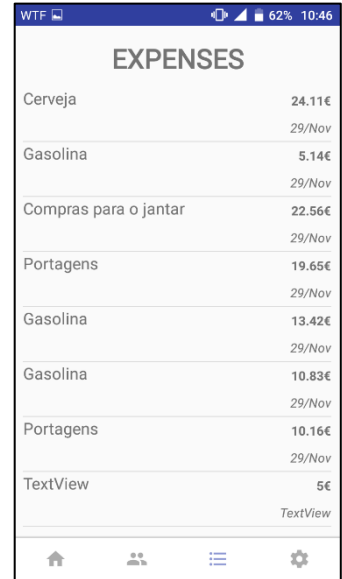 WTF 62% 10:46
EXPENSES
Cerveja 24.11€
29/Nov
Gasolina 5.14€
29/Nov
Compras para o jantar 22.56€
29/Nov
Portagens 19.65€
29/Nov
Gasolina 13.42€
29/Nov
Gasolina 10.83€
29/Nov
Portagens 10.16€
29/Nov
TextView 5€
TextView